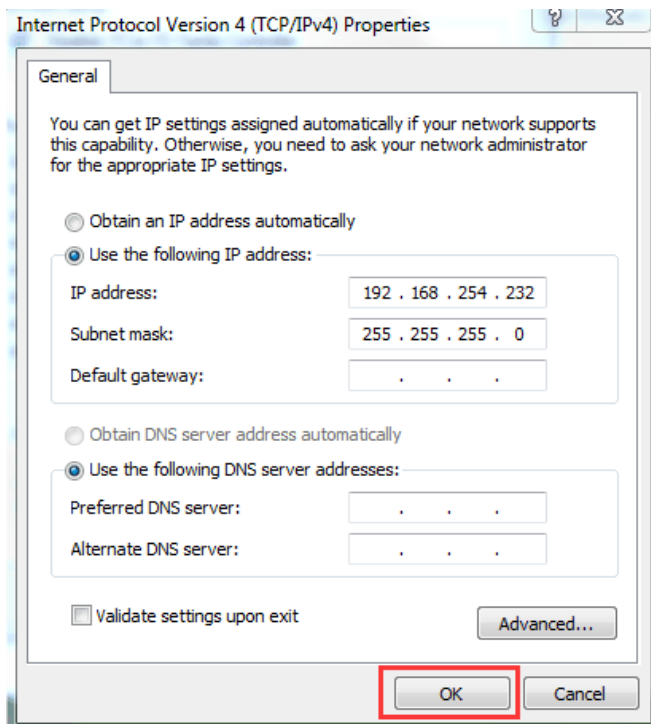 Internet Protocol Version 4 (TCP/IPv4) Properties
?
General
You can get IP settings assigned automatically if your network supports
this capability. Otherwise, you need to ask your network administrator
for the appropriate IP settings.
Obtain an IP address automatically
Use the following IP address:
IP address: 192 . 168 . 254 . 232
Subnet mask: 255 . 255 . 255 . 0
Default gateway: . . .
Obtain DNS server address automatically
Use the following DNS server addresses:
Preferred DNS server: . . .
Alternate DNS server: . . .
Validate settings upon exit
Advanced...
OK Cancel